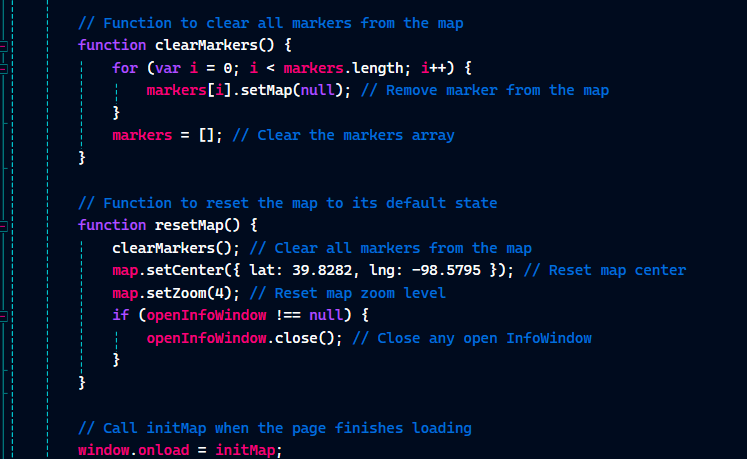 // Function to clear all markers from the map
function clearMarkers() {
for (var i = 0; i < markers.length; i++) {
markers[i].setMap(null); // Remove marker from the map
}
markers = []; // Clear the markers array
}
// Function to reset the map to its default state
function resetMap() {
clearMarkers(); // Clear all markers from the map
map.setCenter({ lat: 39.8282, lng: -98.5795 }); // Reset map center
map.setZoom(4); // Reset map zoom level
if (openInfoWindow !== null) {
openInfoWindow.close(); // Close any open InfoWindow
}
}
// Call initMap when the page finishes loading
window.onload = initMap;